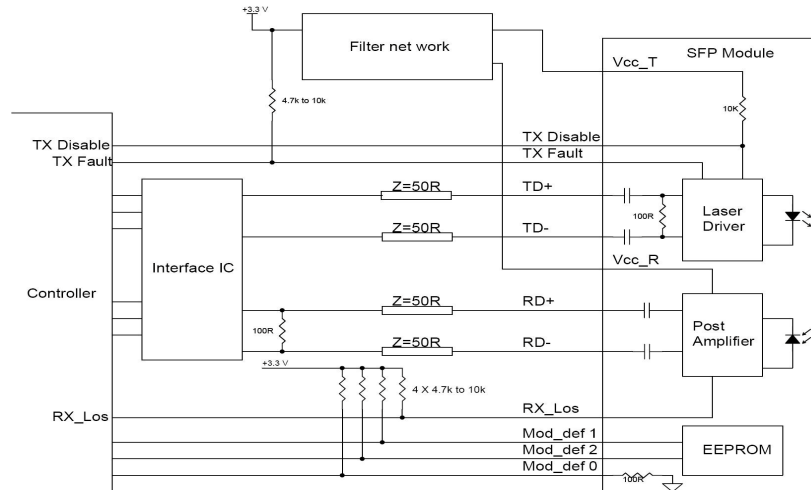 +3.3 V
Filter net work
SFP Module
Vcc_T
4.7k to 10k
10K
TX Disable
TX Disable
TX Fault
TX Fault
Z=50R
TD+
100R
Laser
Driver
Z=50R
TD-
Interface IC
Vcc_R
Controller
Z=50R
RD+
100R
Post
Amplifier
Z=50R
RD-
+3.3 V
4 X 4.7k to 10k
RX_Los
RX_Los
Mod_def 1
Mod_def 2
EEPROM
Mod_def 0
100R